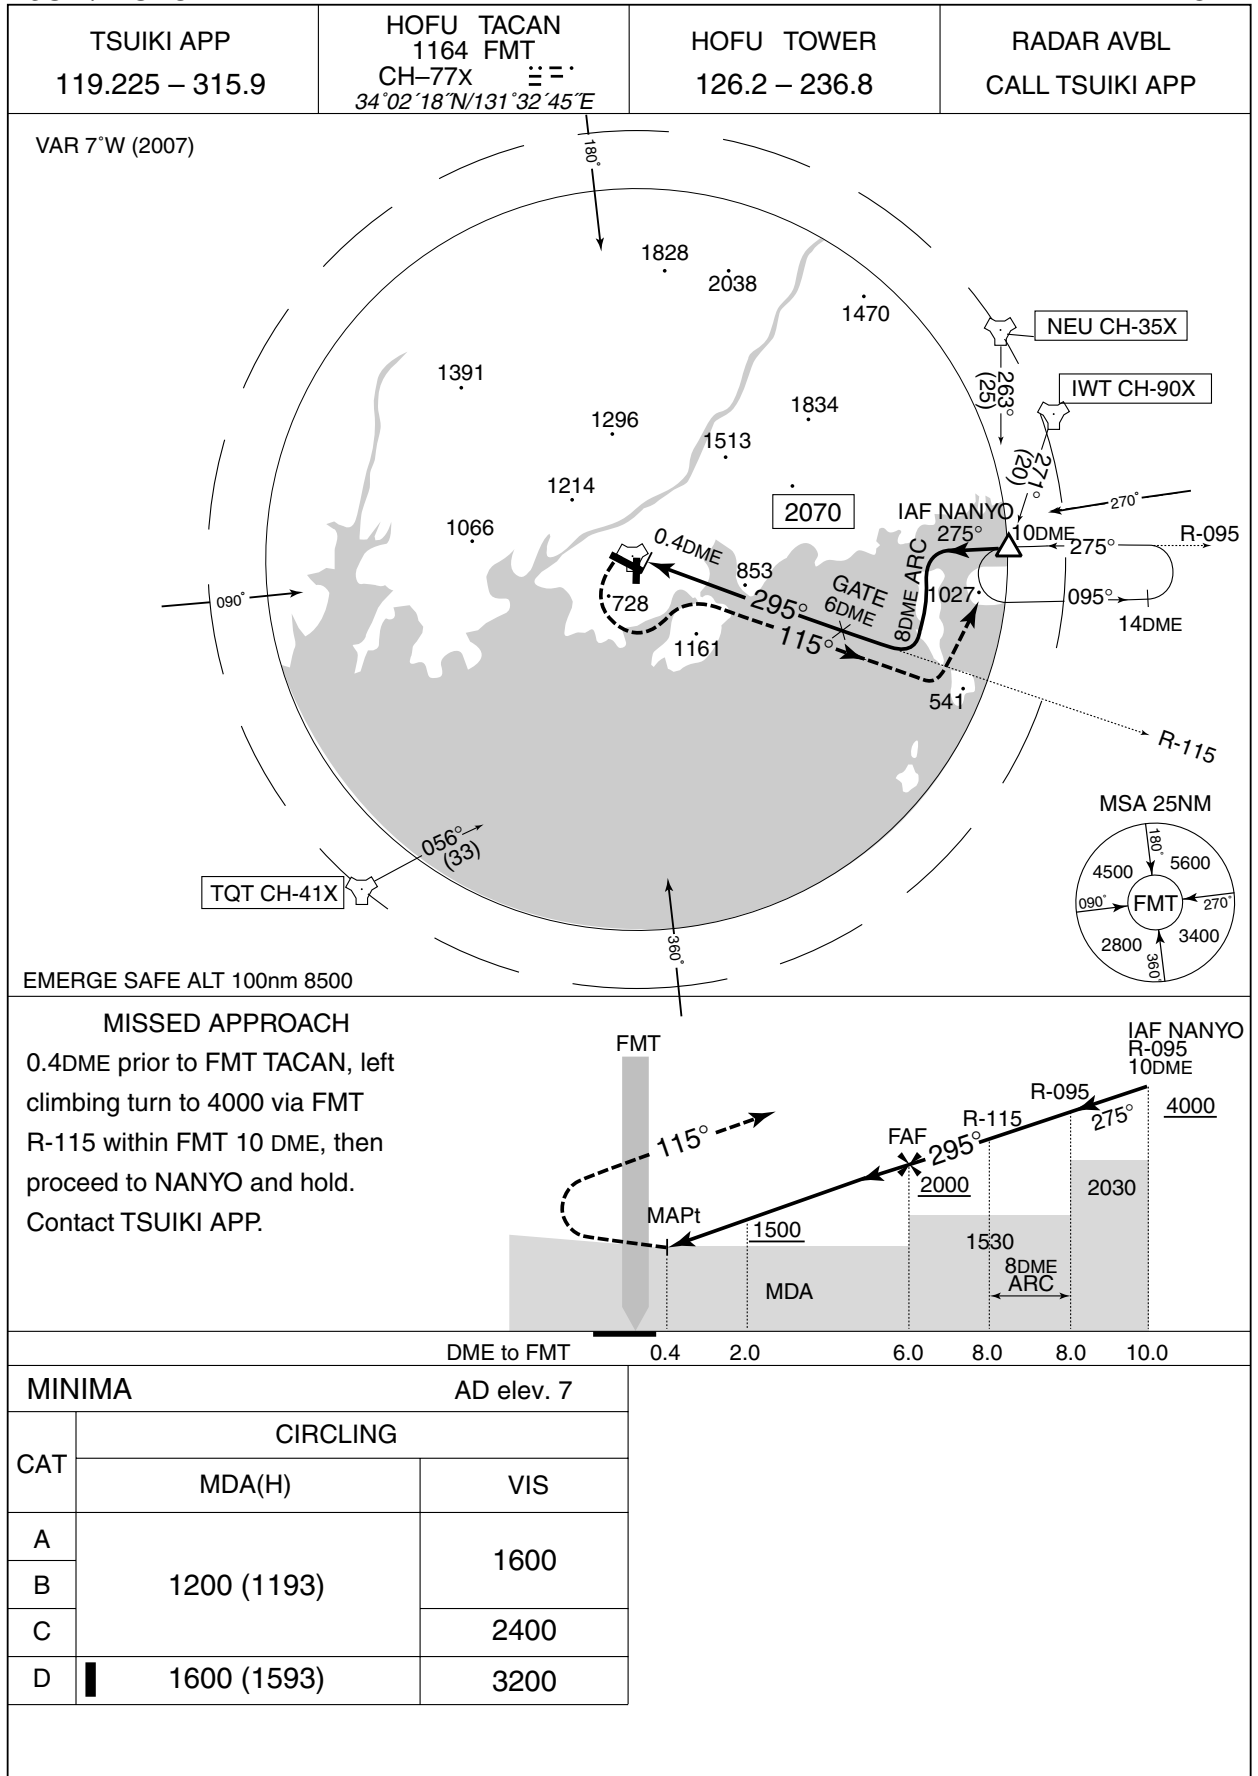 TSUIKI APP
119.225 – 315.9
HOFU TACAN
1164 FMT
CH–77X
34°02´18˝N/131°32´45˝E
HOFU TOWER
126.2 – 236.8
RADAR AVBL
CALL TSUIKI APP
VAR 7°W (2007)
180°
1828
2038
1470
NEU CH-35X
263°
(25)
IWT CH-90X
271°
(20)
1391
1296
1834
1513
1214
1066
2070
IAF NANYO
275°
10DME
270°
275°
R-095
0.4DME
853
GATE
6DME
8DME ARC
1027
095°
14DME
090°
728
295°
115°
1161
541
R-115
MSA 25NM
180°
4500
5600
090°
FMT
270°
2800
3400
360°
056°
(33)
TQT CH-41X
360°
EMERGE SAFE ALT 100nm 8500
MISSED APPROACH
0.4DME prior to FMT TACAN, left
climbing turn to 4000 via FMT
R-115 within FMT 10 DME, then
proceed to NANYO and hold.
Contact TSUIKI APP.
FMT
IAF NANYO
R-095
10DME
4000
R-095
275°
R-115
FAF
295°
2000
115°
2030
MAPt
1500
1530
8DME
ARC
MDA
DME to FMT 0.4 2.0 6.0 8.0 8.0 10.0
MINIMA AD elev. 7
CAT
CIRCLING
MDA(H) VIS
A
B
1200 (1193)
1600
C
2400
D 1600 (1593) 3200